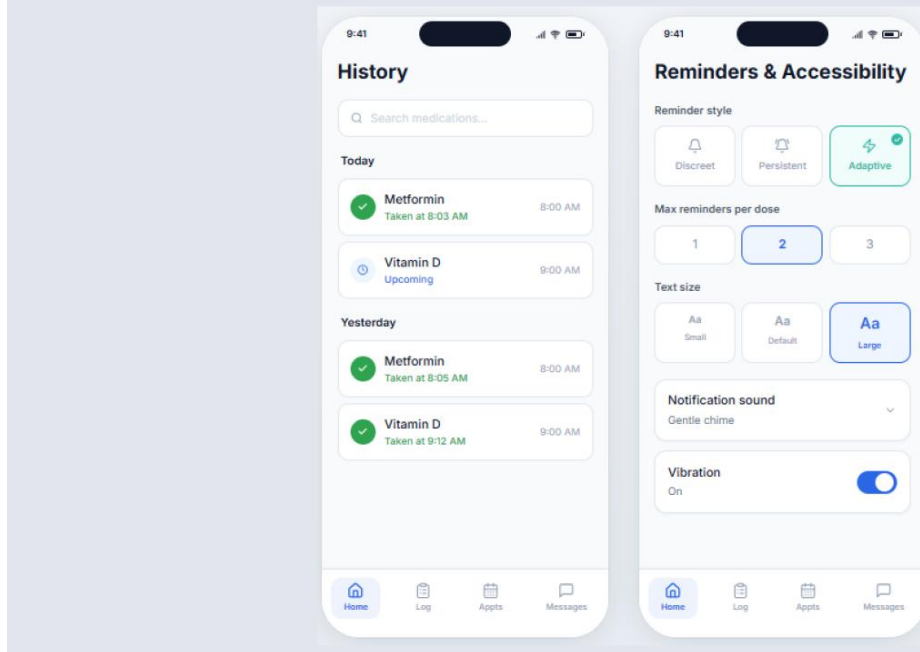 9:41
History
Search medications...
Today
Metformin
Taken at 8:03 AM
8:00 AM
Vitamin D
Upcoming
9:00 AM
Yesterday
Metformin
Taken at 8:05 AM
8:00 AM
Vitamin D
Taken at 9:12 AM
9:00 AM
Home Log Appts Messages
9:41
Reminders & Accessibility
Reminder style
Discreet Persistent Adaptive
Max reminders per dose
1 2 3
Text size
Aa Aa Aa
Small Default Large
Notification sound
Gentle chime
Vibration
On
Home Log Appts Messages